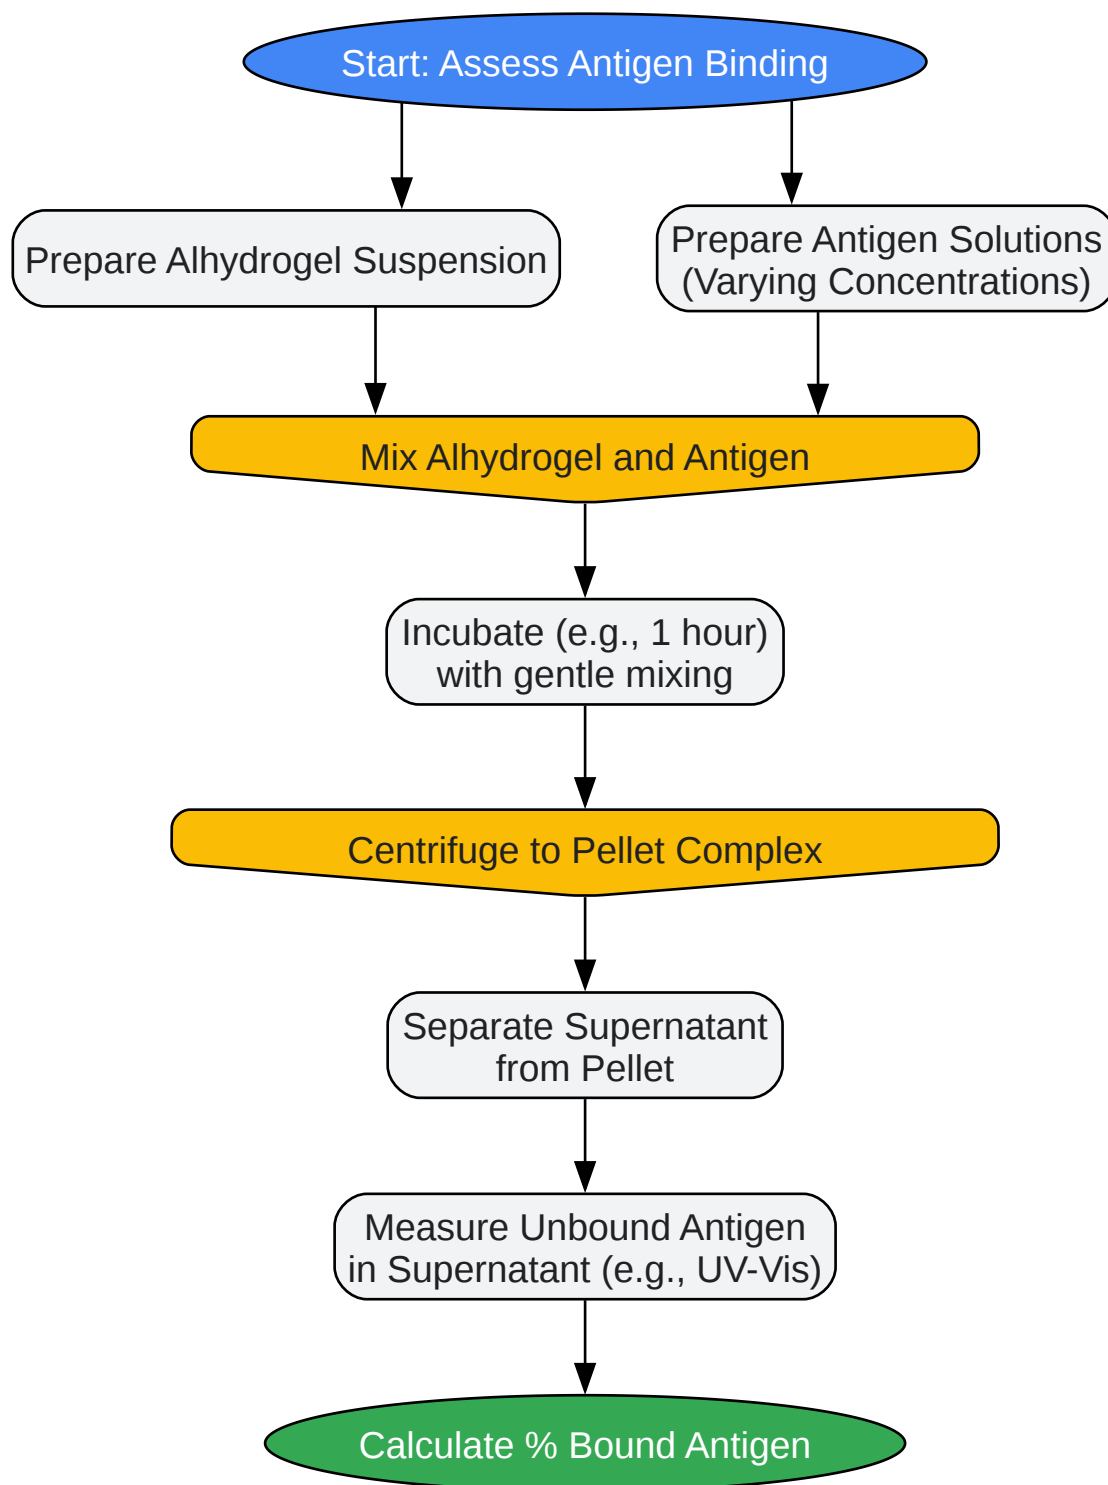 Start: Assess Antigen Binding
Prepare Alhydrogel Suspension
Prepare Antigen Solutions
(Varying Concentrations)
Mix Alhydrogel and Antigen
Incubate (e.g., 1 hour)
with gentle mixing
Centrifuge to Pellet Complex
Separate Supernatant
from Pellet
Measure Unbound Antigen
in Supernatant (e.g., UV-Vis)
Calculate % Bound Antigen